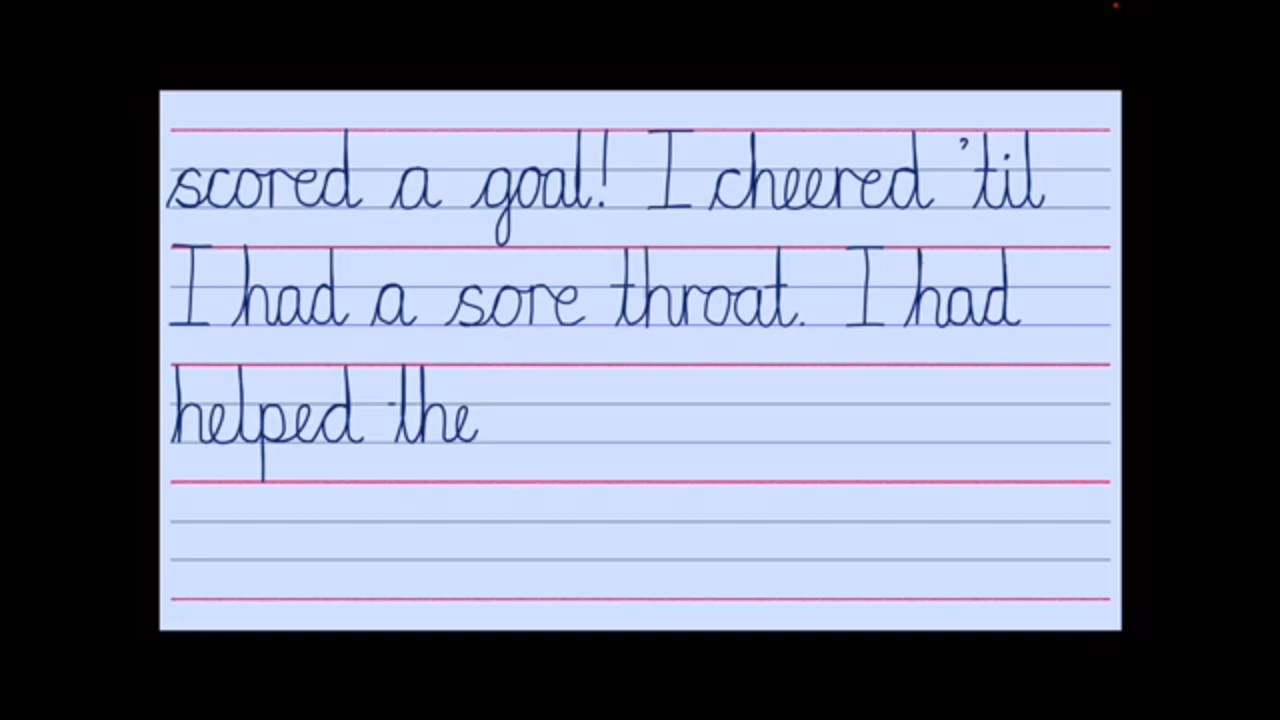 scored a goal! I cheered 'til
I had a sore throat. I had
helped the